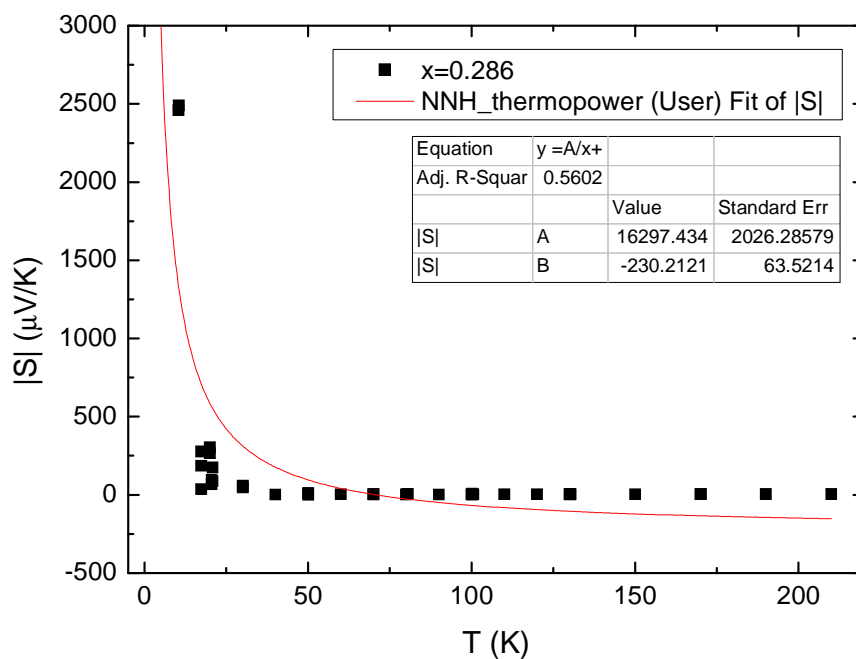 3000
2500
2000
1500
1000
500
0
-500
|S| (μV/K)
x=0.286
NNH_thermopower (User) Fit of |S|
Equation y =A/x+
Adj. R-Squar 0.5602
Value Standard Err
|S| A 16297.434 2026.28579
|S| B -230.2121 63.5214
0 50 100 150 200
T (K)